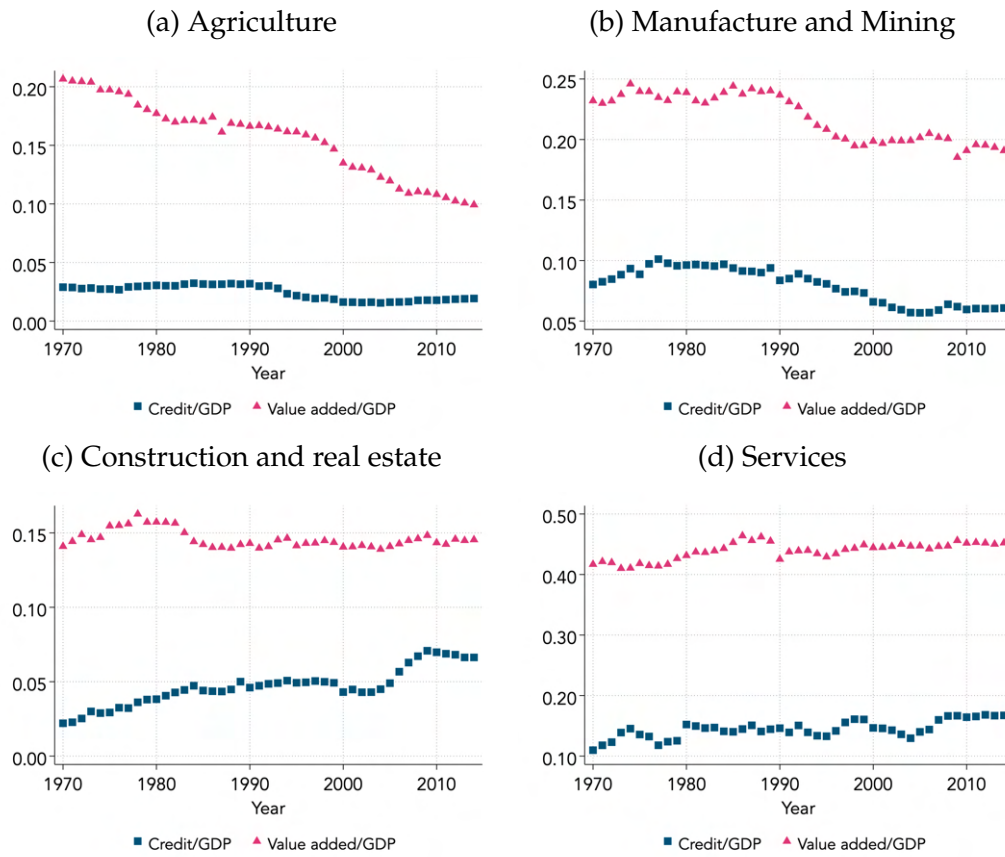 (a) Agriculture
0.20
0.15
0.10
0.05
0.00
1970 1980 1990 2000 2010
Year
Credit/GDP Value added/GDP
(b) Manufacture and Mining
0.25
0.20
0.15
0.10
0.05
1970 1980 1990 2000 2010
Year
Credit/GDP Value added/GDP
(c) Construction and real estate
0.15
0.10
0.05
0.00
1970 1980 1990 2000 2010
Year
Credit/GDP Value added/GDP
(d) Services
0.50
0.40
0.30
0.20
0.10
1970 1980 1990 2000 2010
Year
Credit/GDP Value added/GDP